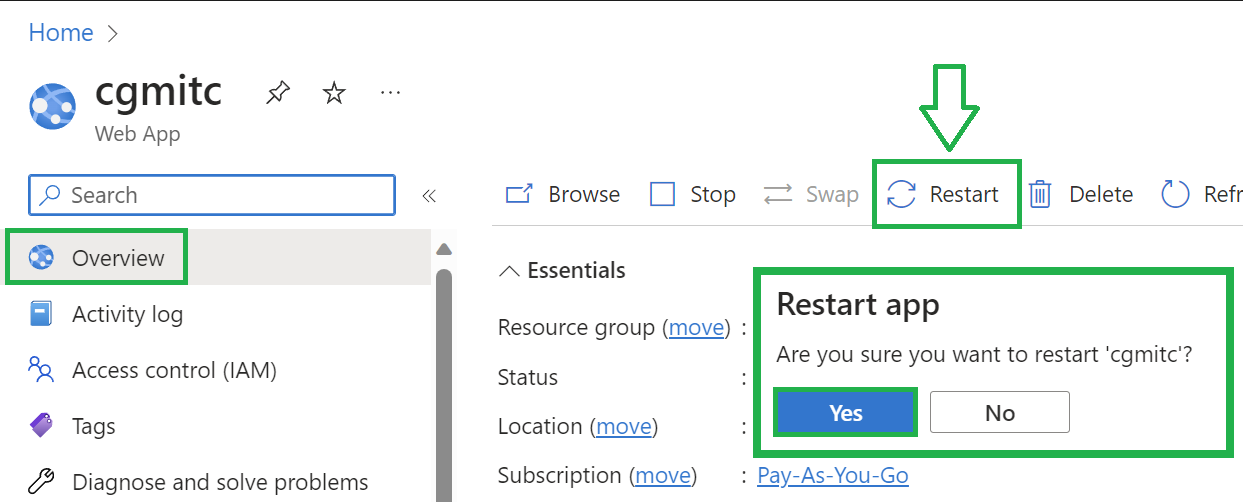 Home
cgmitc
Web App
Search
Browse Stop Swap Restart Delete Refr
Overview
Activity log
Access control (IAM)
Tags
Diagnose and solve problems
Essentials
Resource group (move) :
Status :
Location (move) :
Subscription (move) : Pay-As-You-Go
Restart app
Are you sure you want to restart 'cgmitc'?
Yes No